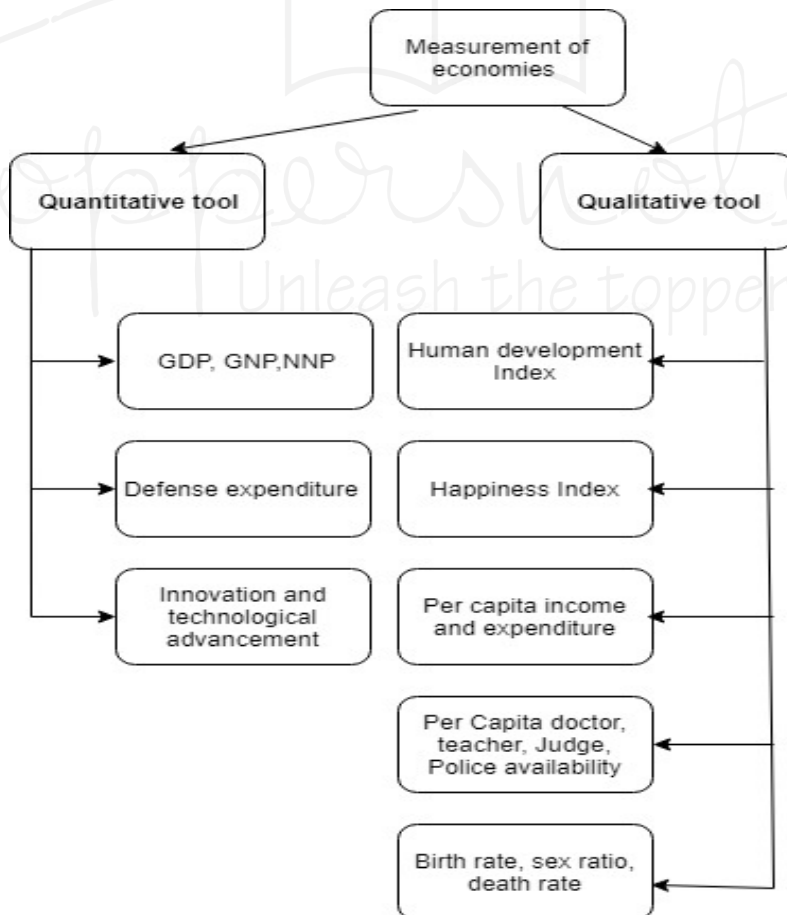 Measurement of
economies
Quantitative tool
Qualitative tool
GDP, GNP,NNP
Defense expenditure
Innovation and
technological
advancement
Human development
Index
Happiness Index
Per capita income
and expenditure
Per Capita doctor,
teacher, Judge,
Police availability
Birth rate, sex ratio,
death rate
Unleash the topper